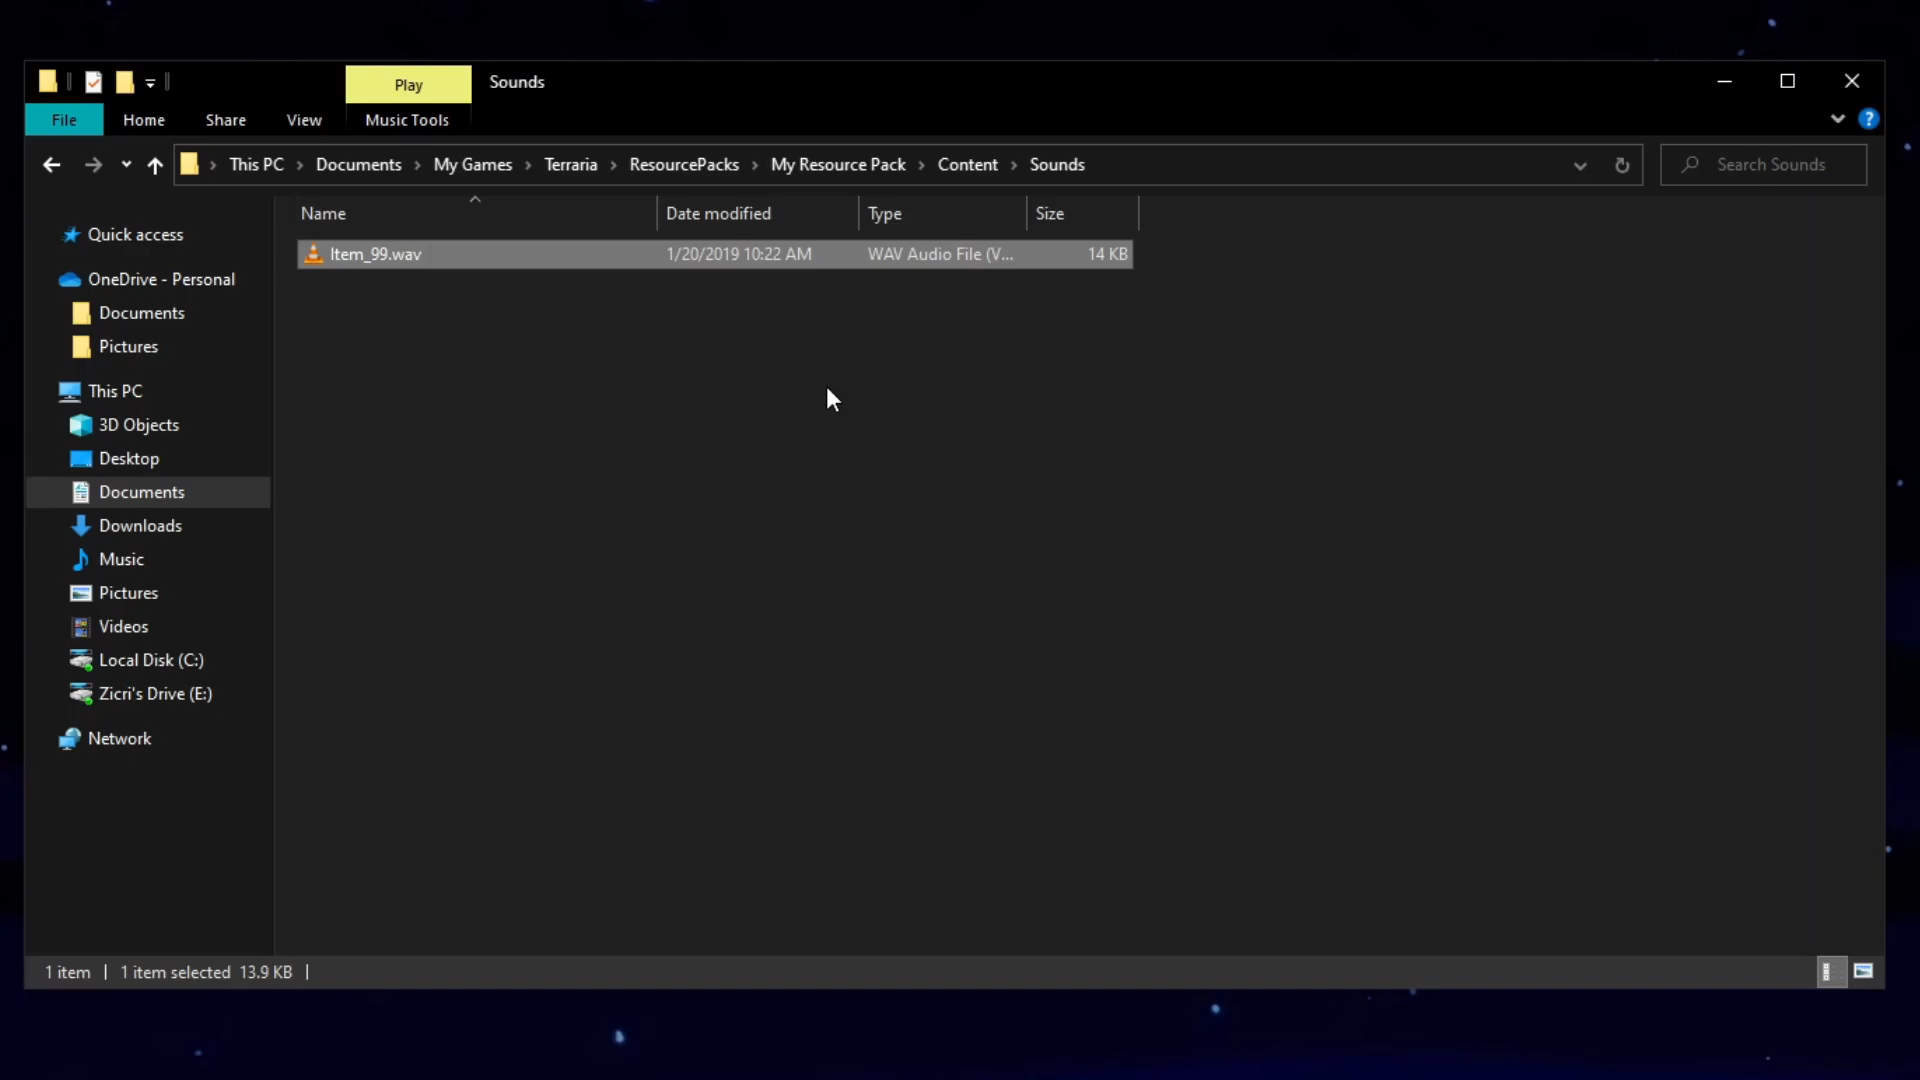 Play
Sounds
File
Home
Share
View
Music Tools
?
This PC
Documents
My Games
Terraria
ResourcePacks
My Resource Pack
Content
Sounds
Search Sounds
Name
Date modified
Type
Size
Item_99.wav
1/20/2019 10:22 AM
WAV Audio File (V...
14 KB
Quick access
OneDrive - Personal
Documents
Pictures
This PC
3D Objects
Desktop
Documents
Downloads
Music
Pictures
Videos
Local Disk (C:)
Zicri's Drive (E:)
Network
1 item
1 item selected 13.9 KB